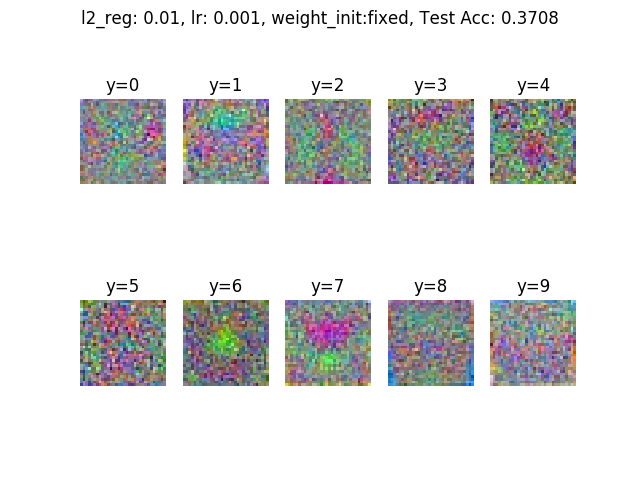 l2_reg: 0.01, lr: 0.001, weight_init:fixed, Test Acc: 0.3708
y=0 y=1 y=2 y=3 y=4
y=5 y=6 y=7 y=8 y=9